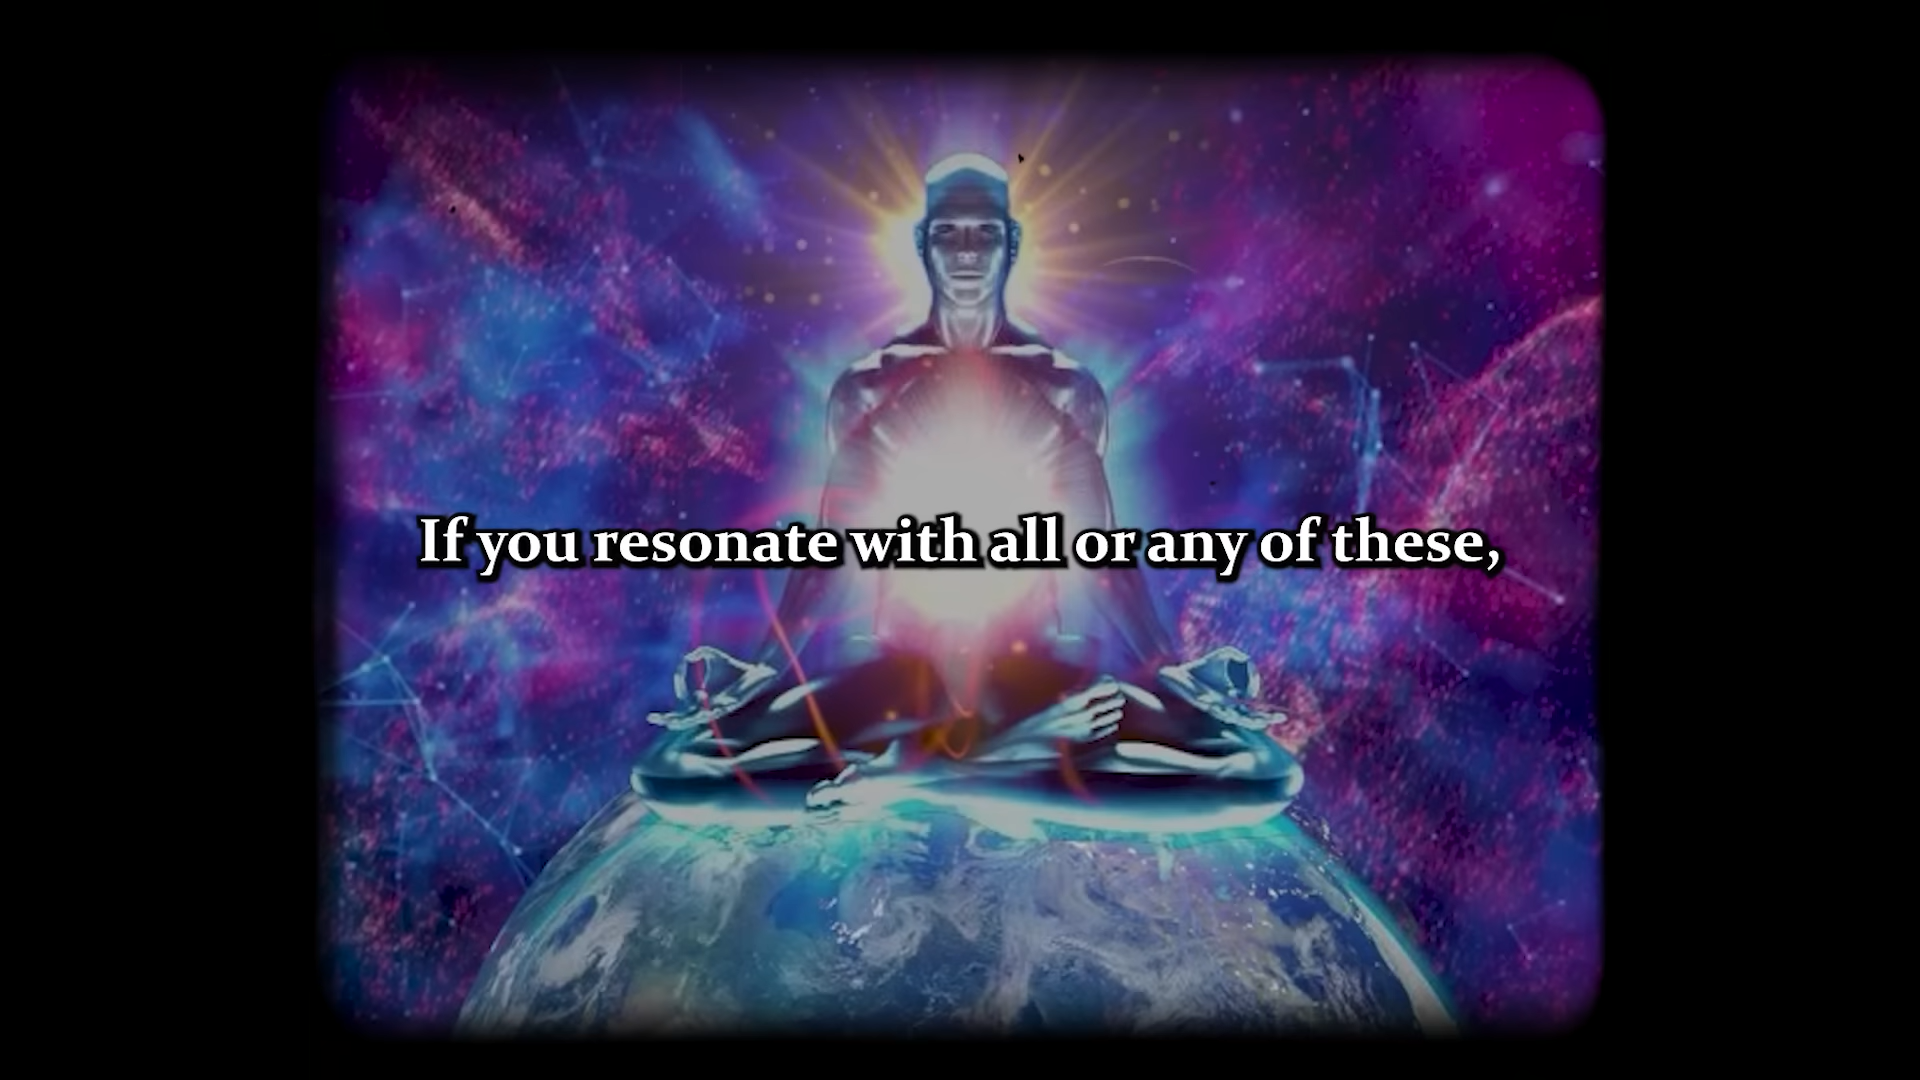 If you resonate with all or any of these,